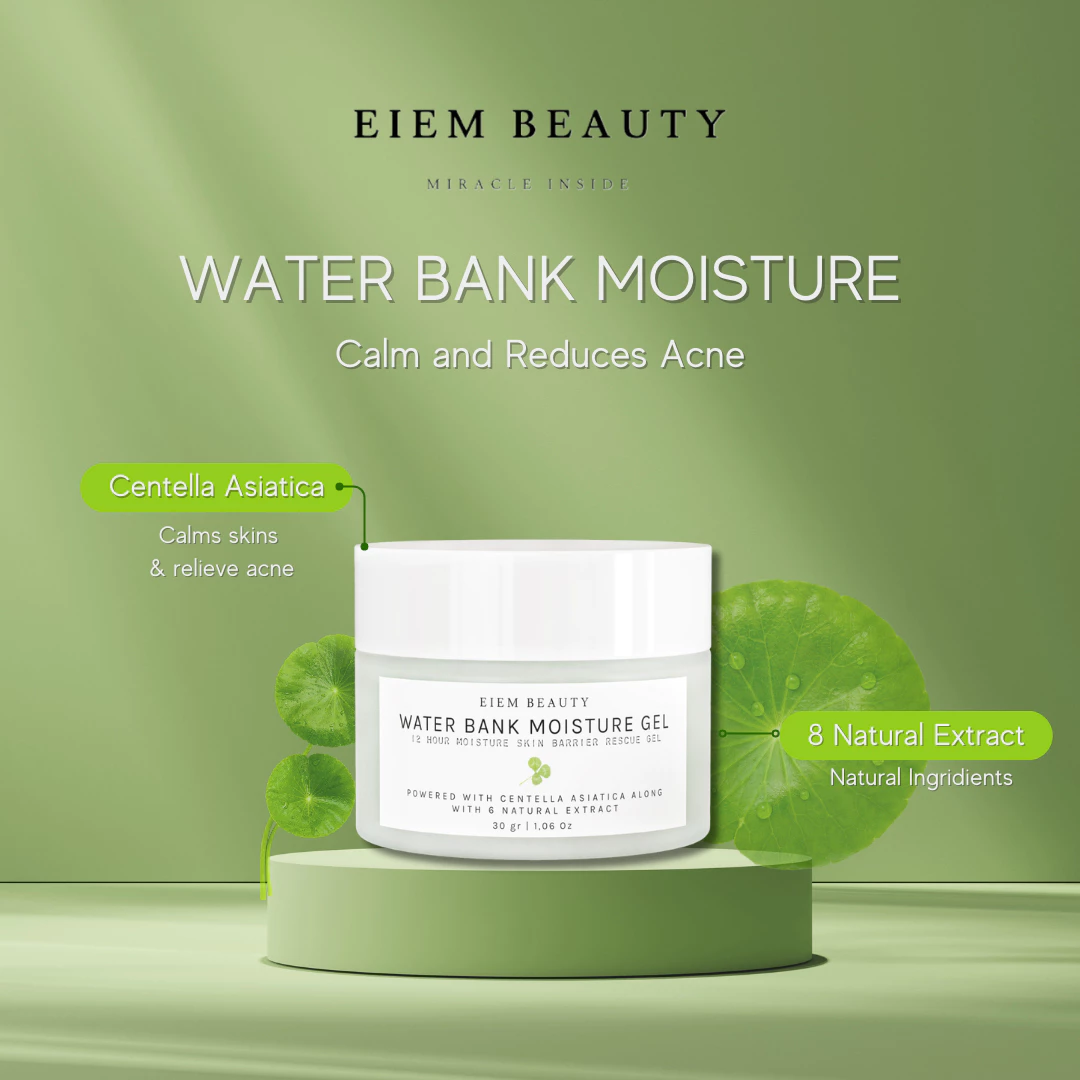 EIEM BEAUTY
MIRACLE INSIDE
WATER BANK MOISTURE
Calm and Reduces Acne
Centella Asiatica
Calms skins
& relieve acne
EIEM BEAUTY
WATER BANK MOISTURE GEL
12 HOUR MOISTURE SKIN BARRIER RESCUE GEL
POWERED WITH CENTELLA ASIATICA ALONG
WITH 6 NATURAL EXTRACT
30 gr | 1,06 Oz
8 Natural Extract
Natural Ingridients